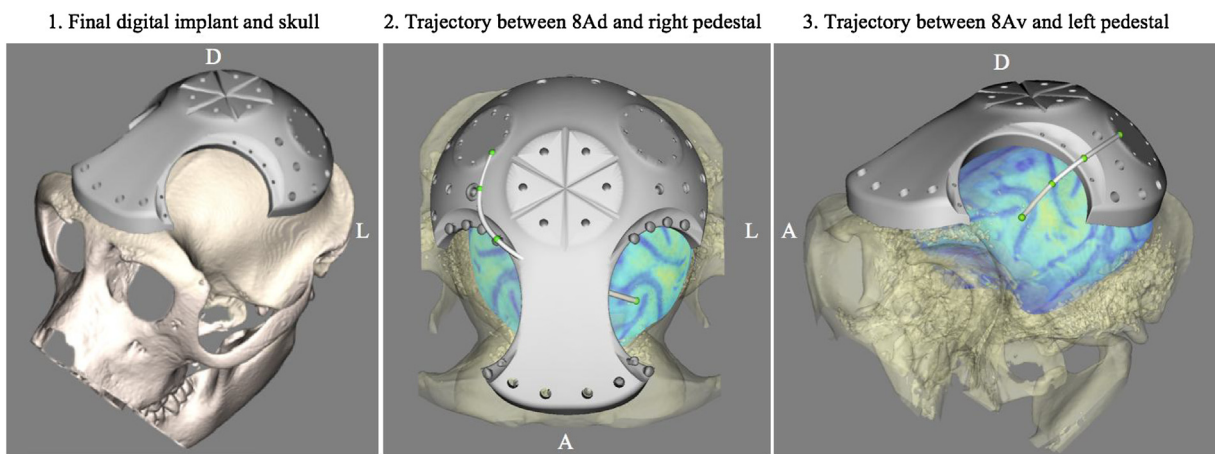 1. Final digital implant and skull
2. Trajectory between 8Ad and right pedestal
3. Trajectory between 8Av and left pedestal
D
L
L
A
D
A